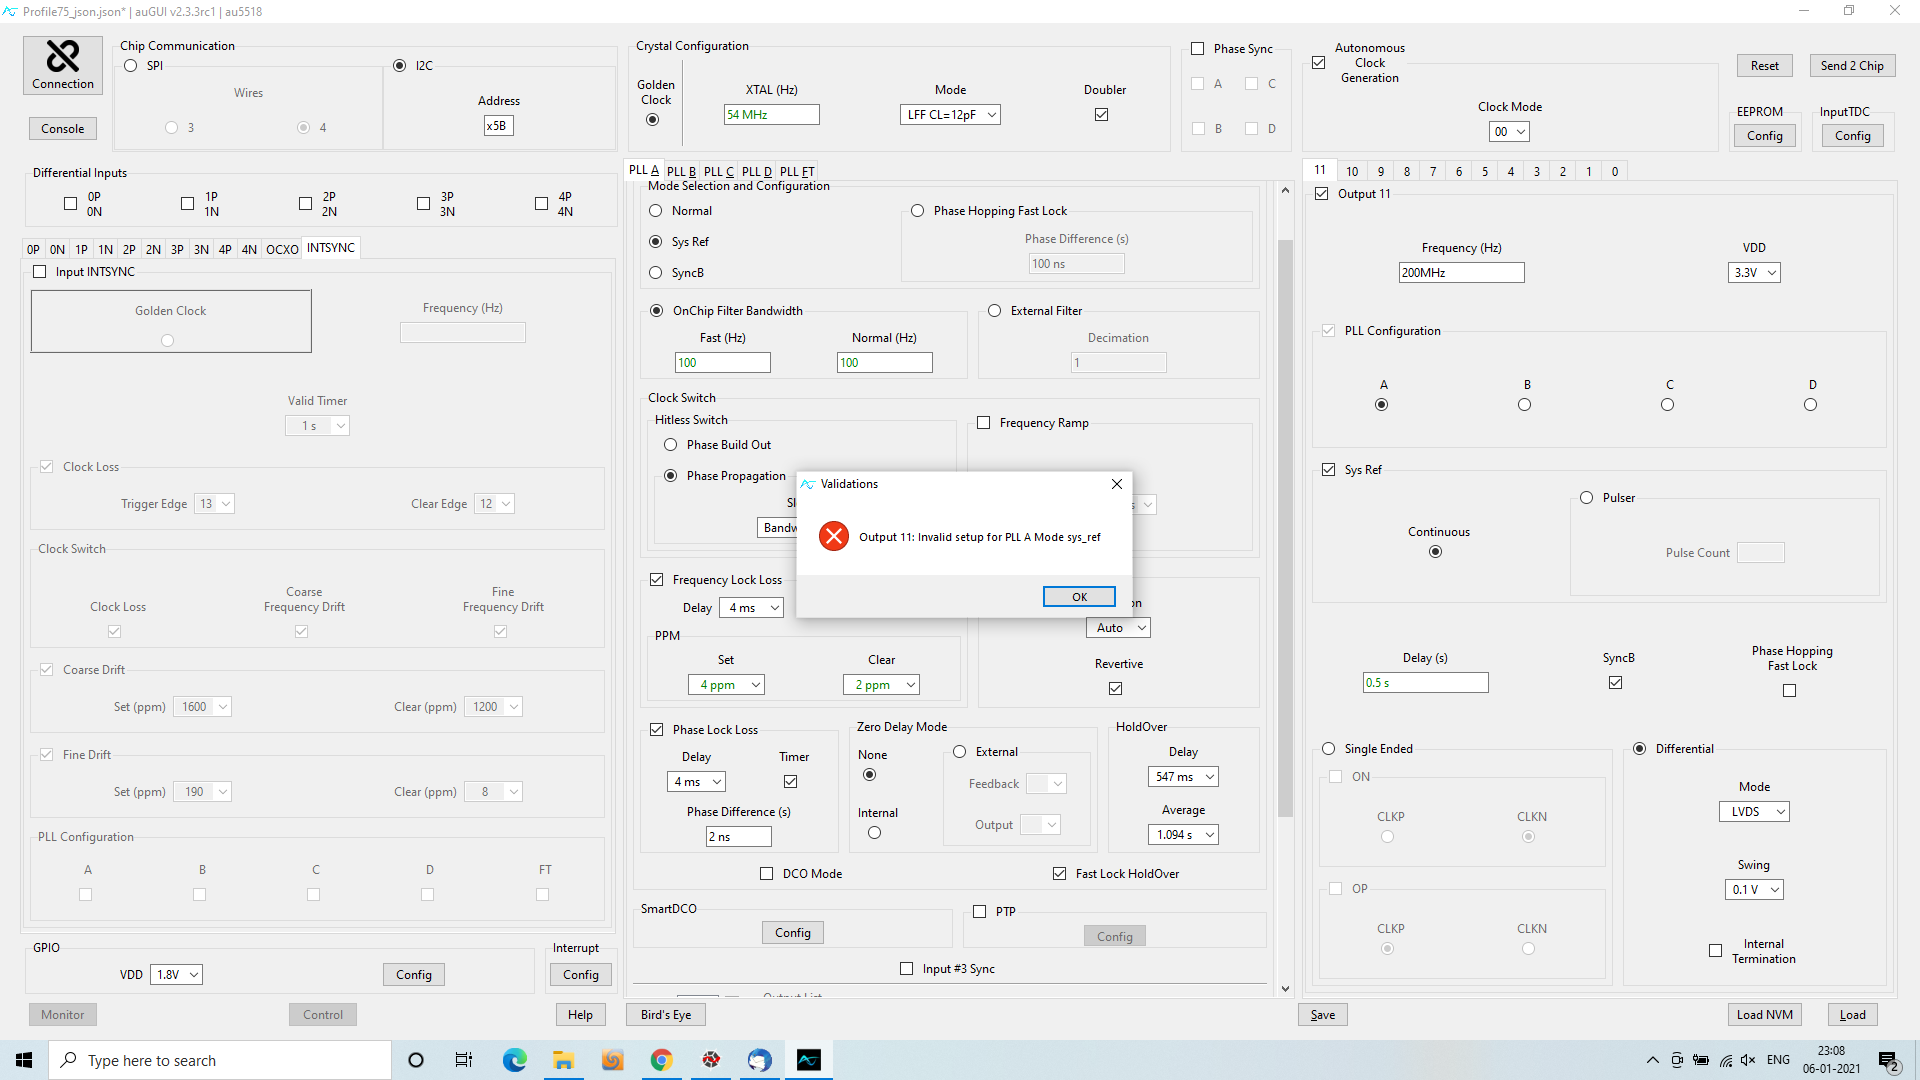 Profile75_json.json* | auGUI v2.3.3rc1 | au5518
Connection
Console
Chip Communication
SPI
Wires
3
4
I2C
Address
x5B
Crystal Configuration
Golden
Clock
XTAL (Hz)
54 MHz
Mode
LFF CL=12pF
Doubler
Phase Sync
A
C
B
D
Autonomous
Clock
Generation
Clock Mode
00
Reset
Send 2 Chip
EEPROM
Config
InputTDC
Config
Differential Inputs
0P
0N
1P
1N
2P
2N
3P
3N
4P
4N
0P 0N 1P 1N 2P 2N 3P 3N 4P 4N OCXO INTSYNC
Input INTSYNC
Golden Clock
Frequency (Hz)
Valid Timer
1 s
Clock Loss
Trigger Edge 13
Clear Edge 12
Clock Switch
Clock Loss
Coarse
Frequency Drift
Fine
Frequency Drift
Coarse Drift
Set (ppm) 1600
Clear (ppm) 1200
Fine Drift
Set (ppm) 190
Clear (ppm) 8
PLL Configuration
A B C D FT
GPIO
VDD 1.8V
Config
Interrupt
Config
Monitor
Control
Help
PLL A PLL B PLL C PLL D PLL FT
Mode Selection and Configuration
Normal
Sys Ref
SyncB
Phase Hopping Fast Lock
Phase Difference (s)
100 ns
OnChip Filter Bandwidth
Fast (Hz)
100
Normal (Hz)
100
External Filter
Decimation
1
Clock Switch
Hitless Switch
Phase Build Out
Phase Propagation
Sl
Bandw
Frequency Ramp
s
Validations
Output 11: Invalid setup for PLL A Mode sys_ref
OK
Frequency Lock Loss
Delay 4 ms
PPM
Set
4 ppm
Clear
2 ppm
on
Auto
Revertive
Phase Lock Loss
Delay
4 ms
Timer
Phase Difference (s)
2 ns
Zero Delay Mode
None
Internal
External
Feedback
Output
HoldOver
Delay
547 ms
Average
1.094 s
DCO Mode
Fast Lock HoldOver
SmartDCO
Config
PTP
Config
Input #3 Sync
Output List
Bird's Eye
11 10 9 8 7 6 5 4 3 2 1 0
Output 11
Frequency (Hz)
200MHz
VDD
3.3V
PLL Configuration
A B C D
Sys Ref
Continuous
Pulser
Pulse Count
Delay (s)
0.5 s
SyncB
Phase Hopping
Fast Lock
Single Ended
ON
CLKP
CLKN
OP
CLKP
CLKN
Differential
Mode
LVDS
Swing
0.1 V
Internal
Termination
Save
Load NVM
Load
Type here to search
ENG
23:08
06-01-2021
2